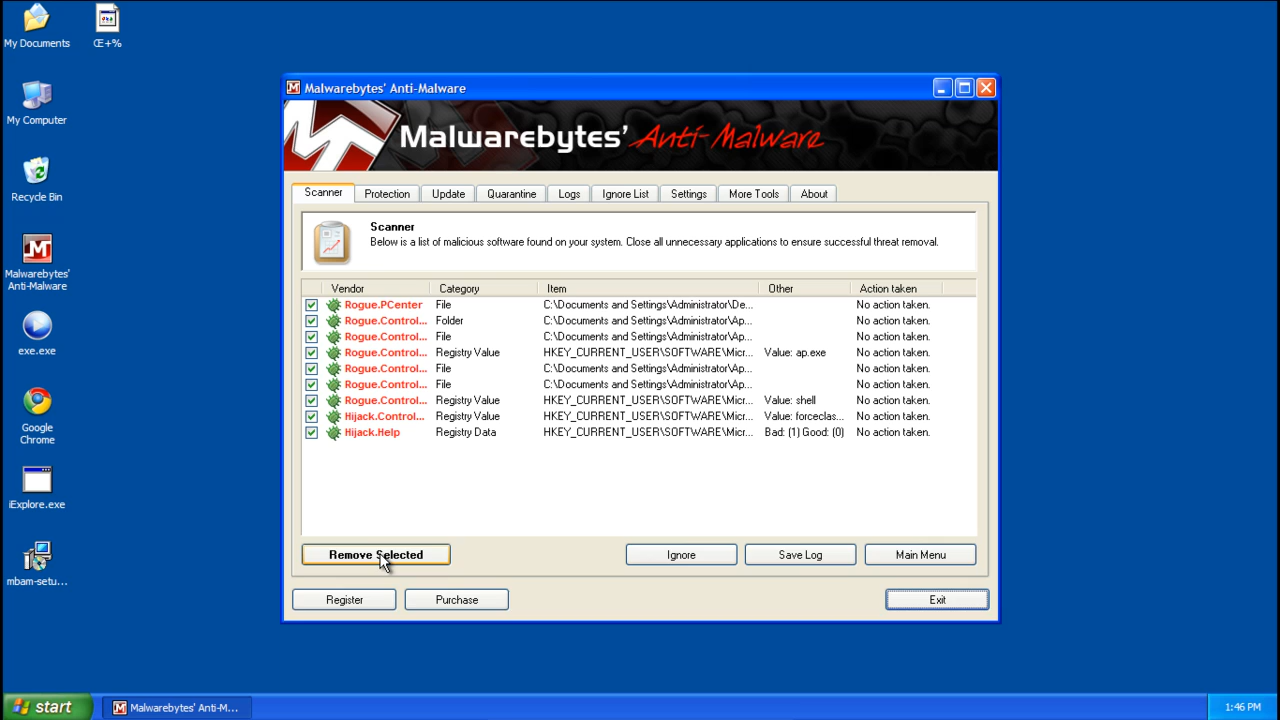 My Documents
Œ+%
My Computer
Recycle Bin
Malwarebytes'
Anti-Malware
exe.exe
Google
Chrome
iExplore.exe
mbam-setu...
Malwarebytes' Anti-Malware
Malwarebytes' Anti-Malware
Scanner Protection Update Quarantine Logs Ignore List Settings More Tools About
Scanner
Below is a list of malicious software found on your system. Close all unnecessary applications to ensure successful threat removal.
Vendor Category Item Other Action taken
Rogue.PCenter File C:\Documents and Settings\Administrator\De... No action taken.
Rogue.Control... Folder C:\Documents and Settings\Administrator\Ap... No action taken.
Rogue.Control... File C:\Documents and Settings\Administrator\Ap... No action taken.
Rogue.Control... Registry Value HKEY_CURRENT_USER\SOFTWARE\Micr... Value: ap.exe No action taken.
Rogue.Control... File C:\Documents and Settings\Administrator\Ap... No action taken.
Rogue.Control... File C:\Documents and Settings\Administrator\Ap... No action taken.
Rogue.Control... Registry Value HKEY_CURRENT_USER\SOFTWARE\Micr... Value: shell No action taken.
Hijack.Control... Registry Value HKEY_CURRENT_USER\SOFTWARE\Micr... Value: forceclas... No action taken.
Hijack.Help Registry Data HKEY_CURRENT_USER\SOFTWARE\Micr... Bad: (1) Good: (0) No action taken.
Remove Selected Ignore Save Log Main Menu
Register Purchase Exit
start Malwarebytes' Anti-M... 1:46 PM